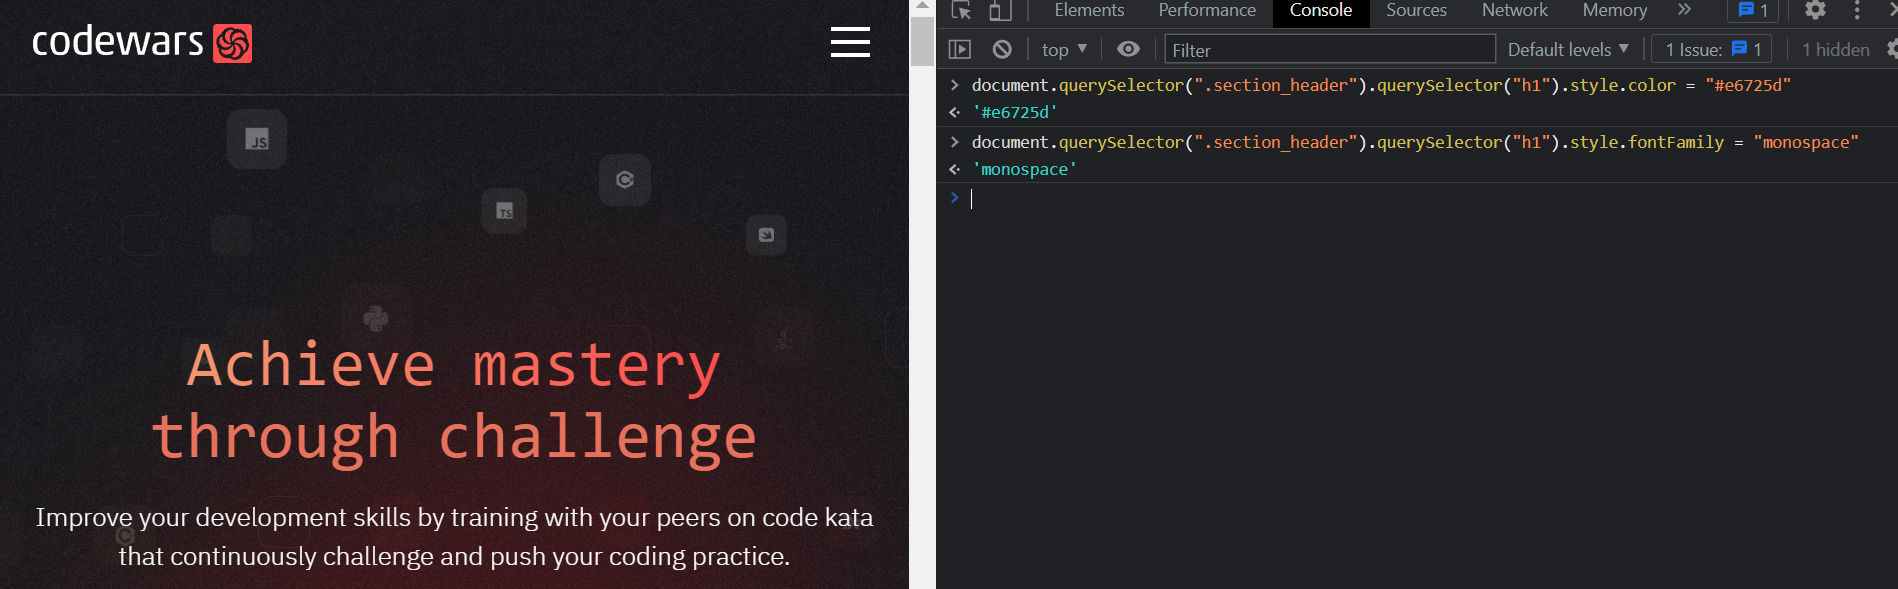 codewars
JS
TS
Achieve mastery
through challenge
Improve your development skills by training with your peers on code kata
that continuously challenge and push your coding practice.
Elements Performance Console Sources Network Memory 1
top Filter Default levels 1 Issue: 1 1 hidden
document.querySelector(".section_header").querySelector("h1").style.color = "#e6725d"
'#e6725d'
document.querySelector(".section_header").querySelector("h1").style.fontFamily = "monospace"
'monospace'